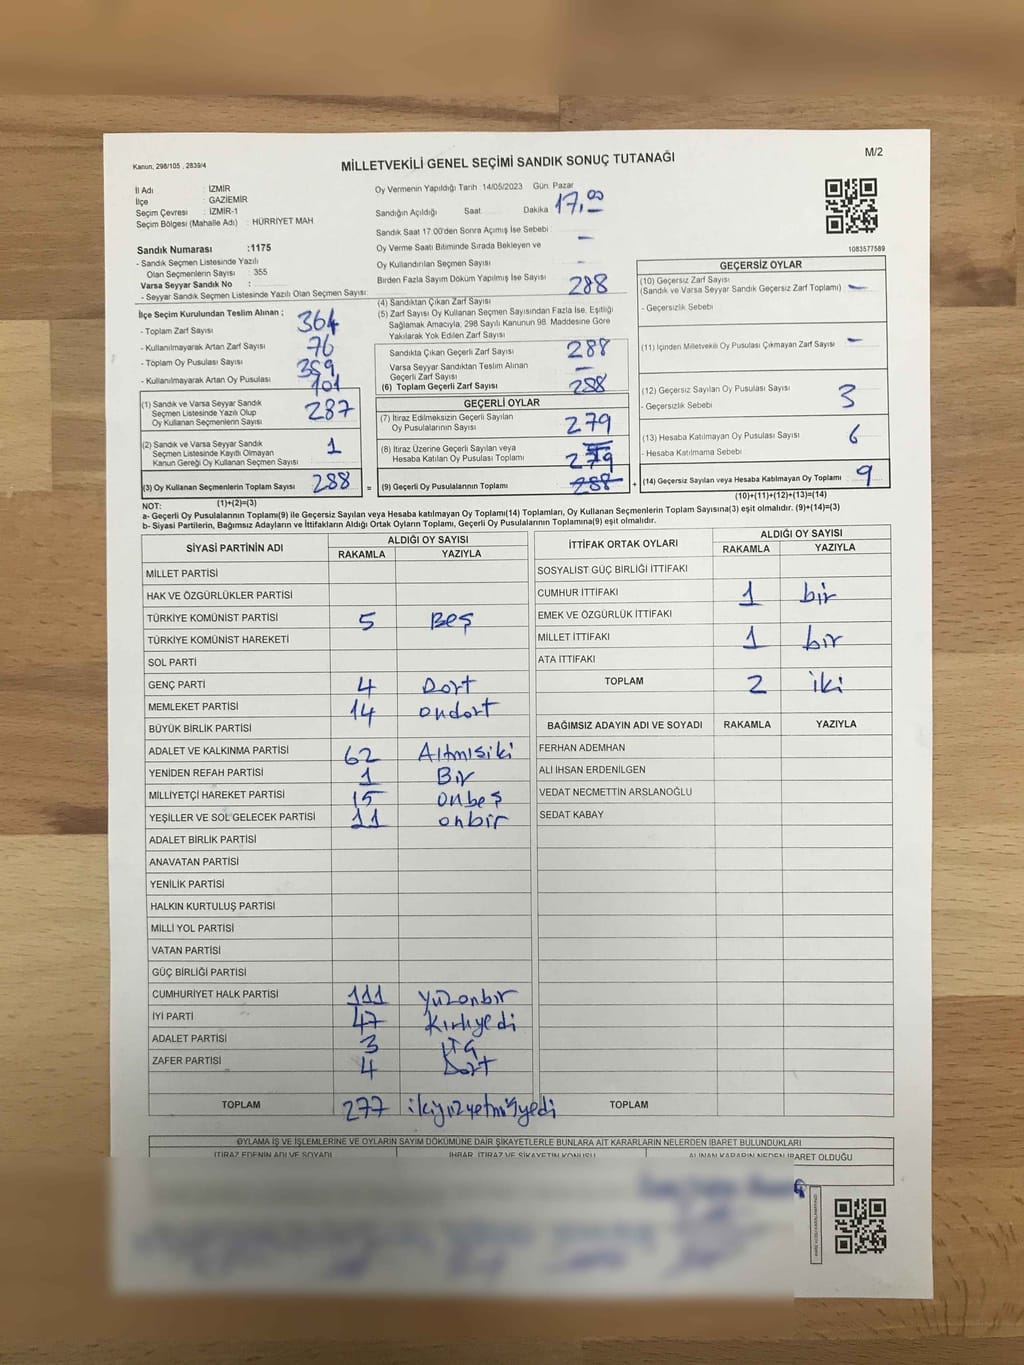 Kanun, 298/105 , 2839/4
MİLLETVEKİLİ GENEL SEÇİMİ SANDIK SONUÇ TUTANAĞI
M/2
İl Adı : İZMİR
İlçe : GAZİEMİR
Seçim Çevresi : İZMİR-1
Seçim Bölgesi (Mahalle Adı) : HÜRRİYET MAH
Sandık Numarası :1175
- Sandık Seçmen Listesinde Yazılı
Olan Seçmenlerin Sayısı : 355
Varsa Seyyar Sandık No :
- Seyyar Sandık Seçmen Listesinde Yazılı Olan Seçmen Sayısı:
İlçe Seçim Kurulundan Teslim Alınan ;
- Toplam Zarf Sayısı 364
- Kullanılmayarak Artan Zarf Sayısı 76
- Toplam Oy Pusulası Sayısı 389
- Kullanılmayarak Artan Oy Pusulası 101
(1) Sandık ve Varsa Seyyar Sandık
Seçmen Listesinde Yazılı Olup
Oy Kullanan Seçmenlerin Sayısı 287
(2) Sandık ve Varsa Seyyar Sandık
Seçmen Listesinde Kayıtlı Olmayan
Kanun Gereği Oy Kullanan Seçmen Sayısı 1
(3) Oy Kullanan Seçmenlerin Toplam Sayısı 288 =
(1)+(2)=(3)
Oy Vermenin Yapıldığı Tarih 14/05/2023 Gün. Pazar
Sandığın Açıldığı Saat Dakika 17,00
Sandık Saat 17:00'den Sonra Açımış İse Sebebi
Oy Verme Saati Bitiminde Sırada Bekleyen ve –
Oy Kullandırılan Seçmen Sayısı
Birden Fazla Sayım Döküm Yapılmış İse Sayısı
(4) Sandıktan Çıkan Zarf Sayısı 288
(5) Zarf Sayısı Oy Kullanan Seçmen Sayısından Fazla İse, Eşitliği
Sağlamak Amacıyla, 298 Sayılı Kanunun 98. Maddesine Göre
Yakılarak Yok Edilen Zarf Sayısı
Sandıkta Çıkan Geçerli Zarf Sayısı 288
Varsa Seyyar Sandıktan Teslim Alınan
Geçerli Zarf Sayısı –
(6) Toplam Geçerli Zarf Sayısı 288
GEÇERLİ OYLAR
(7) İtiraz Edilmeksizin Geçerli Sayılan
Oy Pusulalarının Sayısı 279
(8) İtiraz Üzerine Geçerli Sayılan veya
Hesaba Katılan Oy Pusulası Toplamı
279
(9) Geçerli Oy Pusulalarının Toplamı 288 +
1083577589
GEÇERSİZ OYLAR
(10) Geçersiz Zarf Sayısı
(Sandık ve Varsa Seyyar Sandık Geçersiz Zarf Toplamı) –
- Geçersizlik Sebebi
(11) İçinden Milletvekili Oy Pusulası Çıkmayan Zarf Sayısı –
(12) Geçersiz Sayılan Oy Pusulası Sayısı 3
- Geçersizlik Sebebi
(13) Hesaba Katılmayan Oy Pusulası Sayısı 6
- Hesaba Katılmama Sebebi
(14) Geçersiz Sayılan veya Hesaba Katılmayan Oy Toplamı 9
(10)+(11)+(12)+(13)=(14)
NOT:
a- Geçerli Oy Pusulalarının Toplamı(9) ile Geçersiz Sayılan veya Hesaba Katılmayan Oy Toplamı(14) Toplamları, Oy Kullanan Seçmenlerin Toplam Sayısına(3) eşit olmalıdır. (9)+(14)=(3)
b- Siyasi Partilerin, Bağımsız Adayların ve İttifakların Aldığı Ortak Oyların Toplamı, Geçerli Oy Pusulalarının Toplamına(9) eşit olmalıdır.
SİYASİ PARTİNİN ADI ALDIĞI OY SAYISI
RAKAMLA YAZIYLA
MİLLET PARTİSİ
HAK VE ÖZGÜRLÜKLER PARTİSİ
TÜRKİYE KOMÜNİST PARTİSİ 5 Beş
TÜRKİYE KOMÜNİST HAREKETİ
SOL PARTİ
GENÇ PARTİ 4 Dört
MEMLEKET PARTİSİ 14 ondört
BÜYÜK BİRLİK PARTİSİ
ADALET VE KALKINMA PARTİSİ 62 Altmışiki
YENİDEN REFAH PARTİSİ 1 Bir
MİLLİYETÇİ HAREKET PARTİSİ 15 onbeş
YEŞİLLER VE SOL GELECEK PARTİSİ 11 onbir
ADALET BİRLİK PARTİSİ
ANAVATAN PARTİSİ
YENİLİK PARTİSİ
HALKIN KURTULUŞ PARTİSİ
MİLLİ YOL PARTİSİ
VATAN PARTİSİ
GÜÇ BİRLİĞİ PARTİSİ
CUMHURİYET HALK PARTİSİ 111 Yüzonbir
İYİ PARTİ 47 Kırkyedi
ADALET PARTİSİ 3 üç
ZAFER PARTİSİ 4 Dört
TOPLAM 277 ikiyüzyetmişyedi
İTTİFAK ORTAK OYLARI ALDIĞI OY SAYISI
RAKAMLA YAZIYLA
SOSYALİST GÜÇ BİRLİĞİ İTTİFAKI
CUMHUR İTTİFAKI 1 bir
EMEK VE ÖZGÜRLÜK İTTİFAKI
MİLLET İTTİFAKI 1 bir
ATA İTTİFAKI
TOPLAM 2 iki
BAĞIMSIZ ADAYIN ADI VE SOYADI RAKAMLA YAZIYLA
FERHAN ADEMHAN
ALİ İHSAN ERDENİLGEN
VEDAT NECMETTİN ARSLANOĞLU
SEDAT KABAY
TOPLAM
OYLAMA İŞ VE İŞLEMLERİNE VE OYLARIN SAYIM DÖKÜMÜNE DAİR ŞİKAYETLERLE BUNLARA AİT KARARLARIN NELERDEN İBARET BULUNDUKLARI
İTİRAZ EDENİN ADI VE SOYADI İHBAR, İTİRAZ VE ŞİKAYETİN KONUSU ALINAN KARARIN NEDEN İBARET OLDUĞU